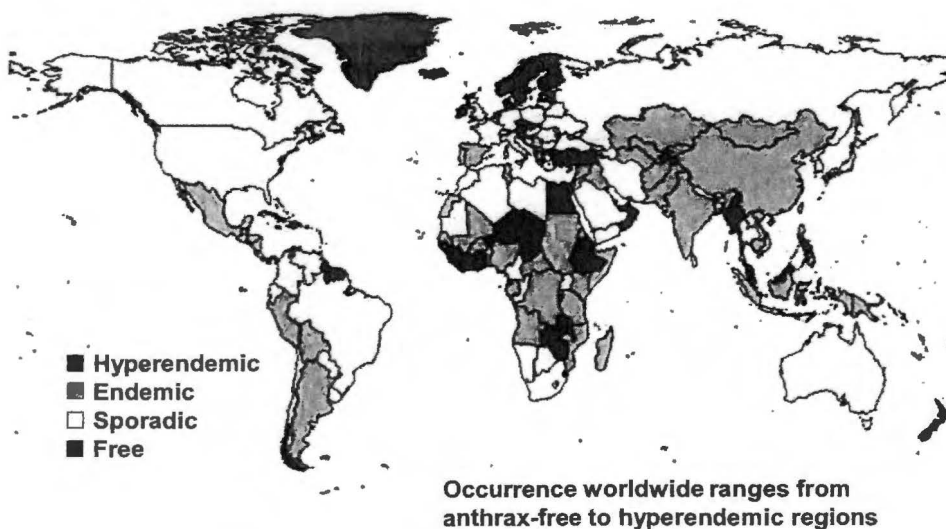 Hyperendemic
Endemic
Sporadic
Free
Occurrence worldwide ranges from
anthrax-free to hyperendemic regions